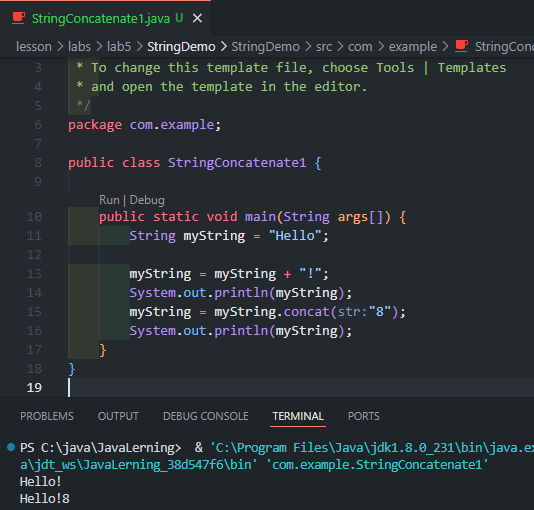 StringConcatenate1.java U ×
lesson > labs > lab5 > StringDemo > StringDemo > src > com > example > StringCon
3 * To change this template file, choose Tools | Templates
4 * and open the template in the editor.
5 */
6 package com.example;
7
8 public class StringConcatenate1 {
9
Run | Debug
10 public static void main(String args[]) {
11 String myString = "Hello";
12
13 myString = myString + "!";
14 System.out.println(myString);
15 myString = myString.concat(str:"8");
16 System.out.println(myString);
17 }
18 }
19
PROBLEMS OUTPUT DEBUG CONSOLE TERMINAL PORTS
PS C:\java\JavaLerning> & 'C:\Program Files\Java\jdk1.8.0_231\bin\java.ex
a\jdt_ws\JavaLerning_38d547f6\bin' 'com.example.StringConcatenate1'
Hello!
Hello!8